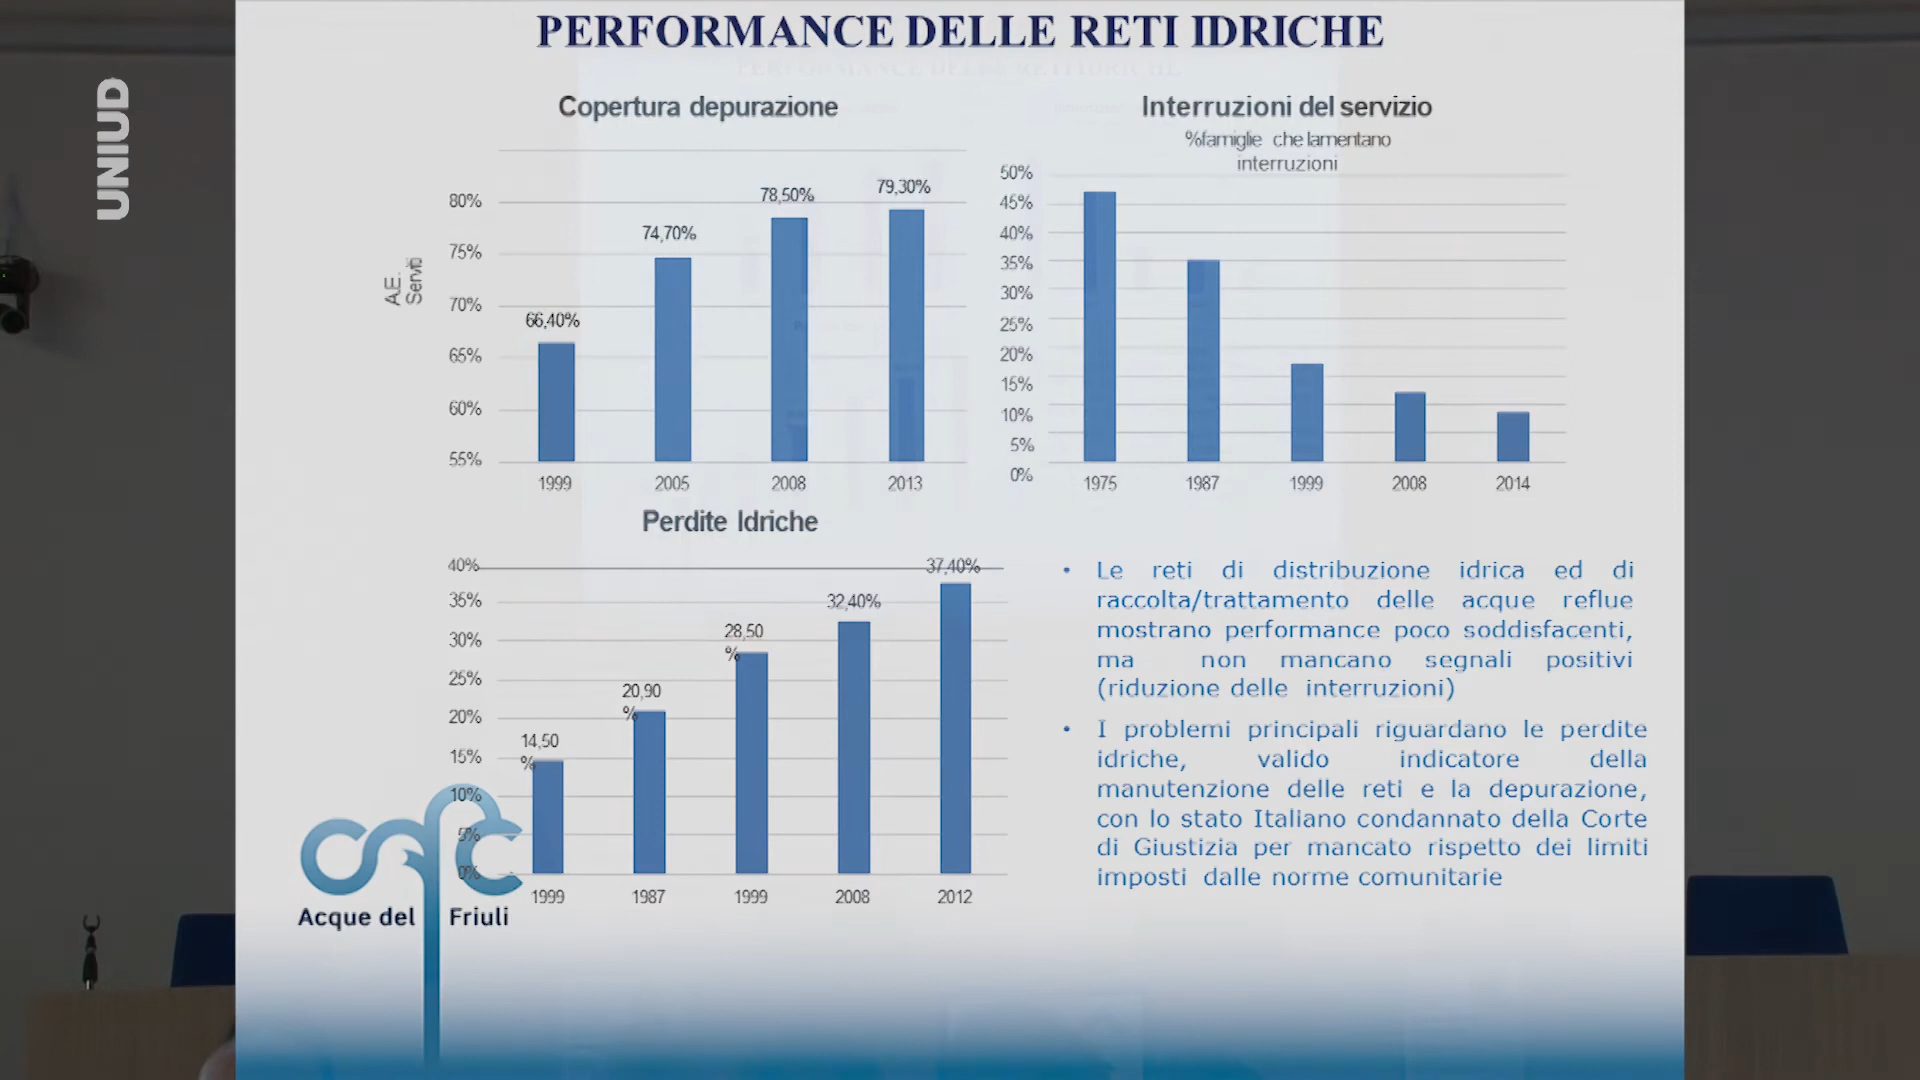 PERFORMANCE DELLE RETI IDRICHE
UNIUD
Copertura depurazione
A.E.
Serviti
80%
75%
70%
65%
60%
55%
66,40%
74,70%
78,50%
79,30%
1999
2005
2008
2013
Interruzioni del servizio
%famiglie che lamentano
interruzioni
50%
45%
40%
35%
30%
25%
20%
15%
10%
5%
0%
1975
1987
1999
2008
2014
Perdite Idriche
40%
35%
30%
25%
20%
15%
10%
5%
0%
14,50
%
20,90
%
28,50
%
32,40%
37,40%
1999
1987
1999
2008
2012
• Le reti di distribuzione idrica ed di
raccolta/trattamento delle acque reflue
mostrano performance poco soddisfacenti,
ma non mancano segnali positivi
(riduzione delle interruzioni)
• I problemi principali riguardano le perdite
idriche, valido indicatore della
manutenzione delle reti e la depurazione,
con lo stato Italiano condannato della Corte
di Giustizia per mancato rispetto dei limiti
imposti dalle norme comunitarie
cafc
Acque del Friuli